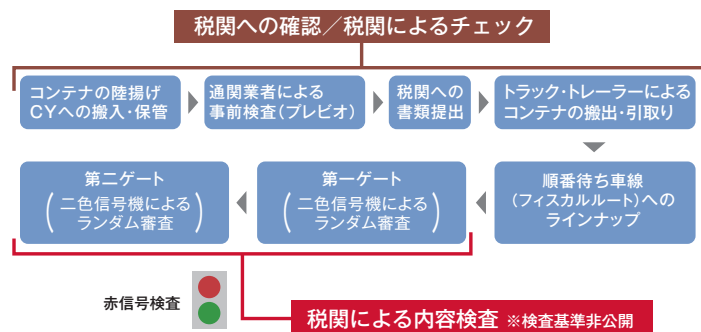 税関への確認／税関によるチェック
コンテナの陸揚げ
CYへの搬入・保管
通関業者による
事前検査（プレビオ）
税関への
書類提出
トラック・トレーラーによる
コンテナの搬出・引取り
順番待ち車線
（フィスカルルート）への
ラインナップ
第一ゲート
（二色信号機による
ランダム審査）
第二ゲート
（二色信号機による
ランダム審査）
赤信号検査
税関による内容検査 ※検査基準非公開